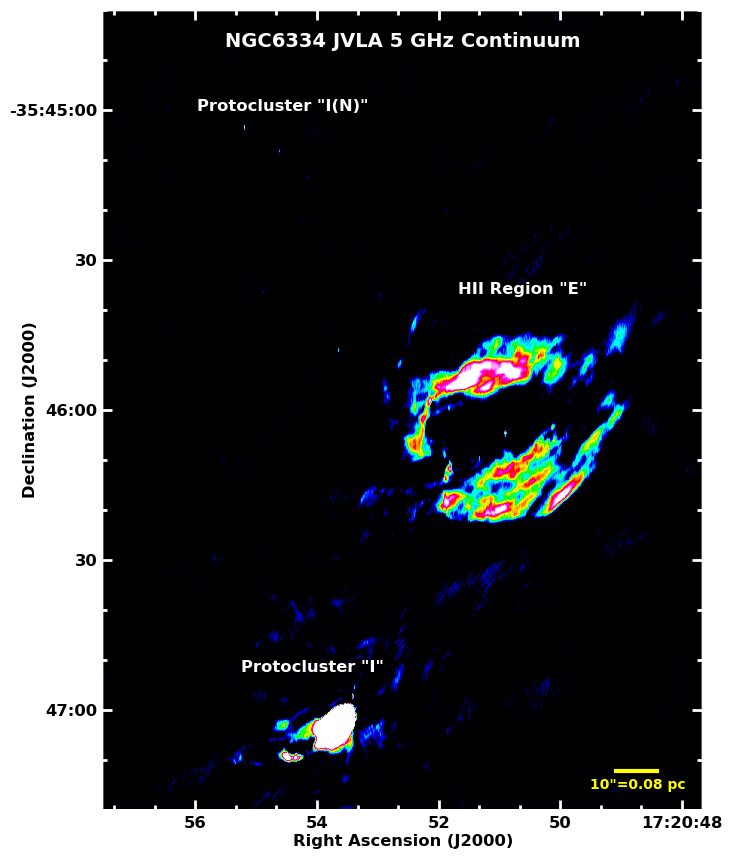 NGC6334 JVLA 5 GHz Continuum
Protocluster "I(N)"
-35:45:00
30
HII Region "E"
46:00
30
Protocluster "I"
47:00
10"=0.08 pc
56 54 52 50 17:20:48
Right Ascension (J2000)
Declination (J2000)